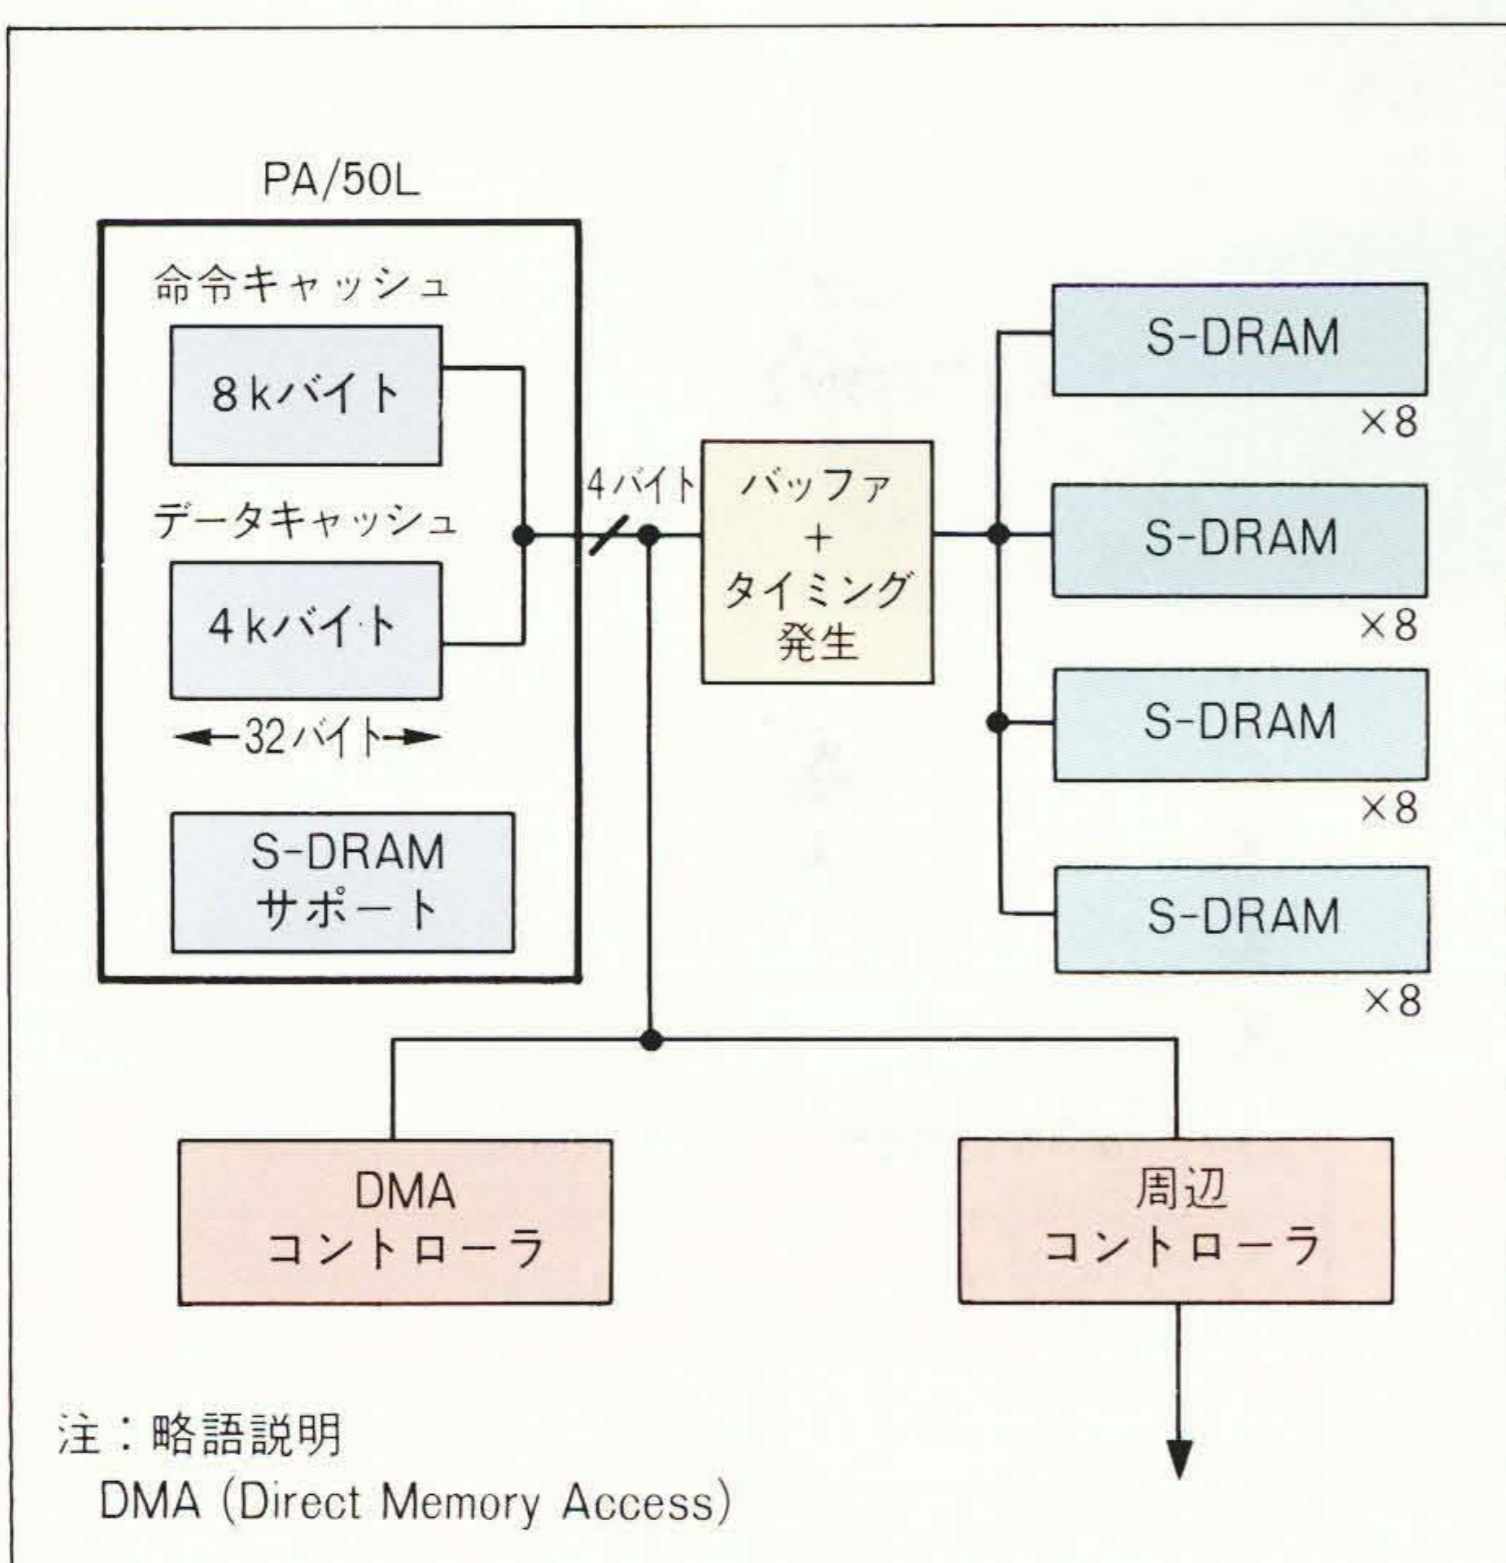 PA/50L
命令キャッシュ
8kバイト
データキャッシュ
4kバイト
32バイト
S-DRAM
サポート
4バイト
バッファ
+
タイミング
発生
S-DRAM
×8
S-DRAM
×8
S-DRAM
×8
S-DRAM
×8
DMA
コントローラ
周辺
コントローラ
注：略語説明
DMA (Direct Memory Access)